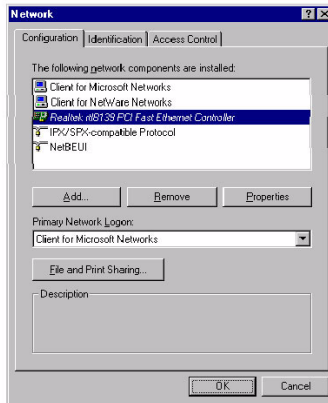 Network
Configuration Identification Access Control
The following network components are installed:
Client for Microsoft Networks
Client for NetWare Networks
Realtek rtl8139 PCI Fast Ethernet Controller
IPX/SPX-compatible Protocol
NetBEUI
Add... Remove Properties
Primary Network Logon:
Client for Microsoft Networks
File and Print Sharing...
Description
OK Cancel